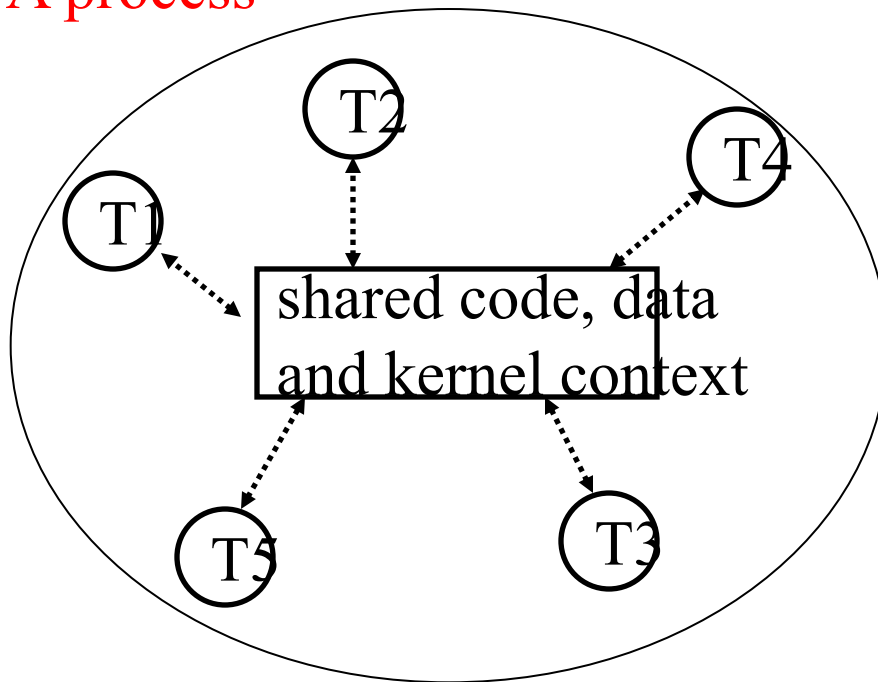 A process
T2
T4
T1
shared code, data
and kernel context
T3
T5